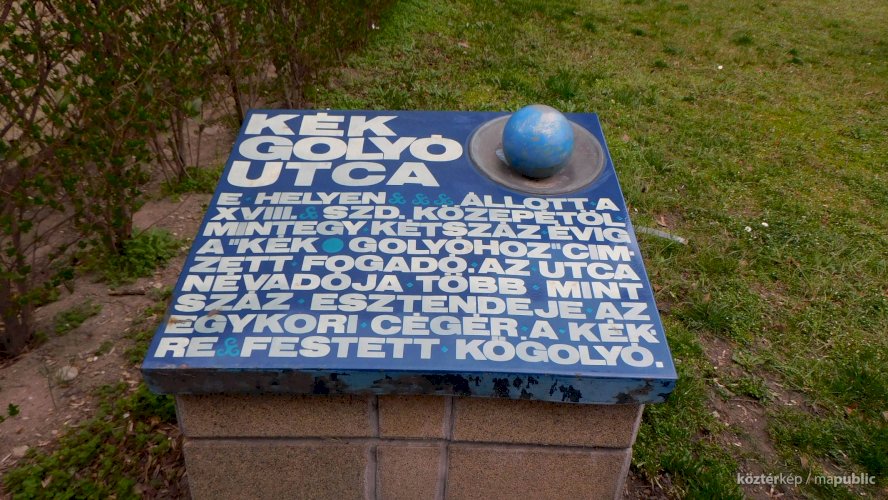 KÉK
GOLYÓ
UTCA
E HELYEN ÁLLOTT A
XVIII. SZD. KÖZEPÉTŐL
MINTEGY KÉTSZÁZ ÉVIG
A "KÉK GOLYÓHOZ" CIM-
ZETT FOGADÓ. AZ UTCA
NÉVADÓJA TÖBB MINT
SZÁZ ESZTENDEJE AZ
EGYKORI CÉGÉR, A KÉK-
RE FESTETT KŐGOLYÓ.
köztérkép / mapublic